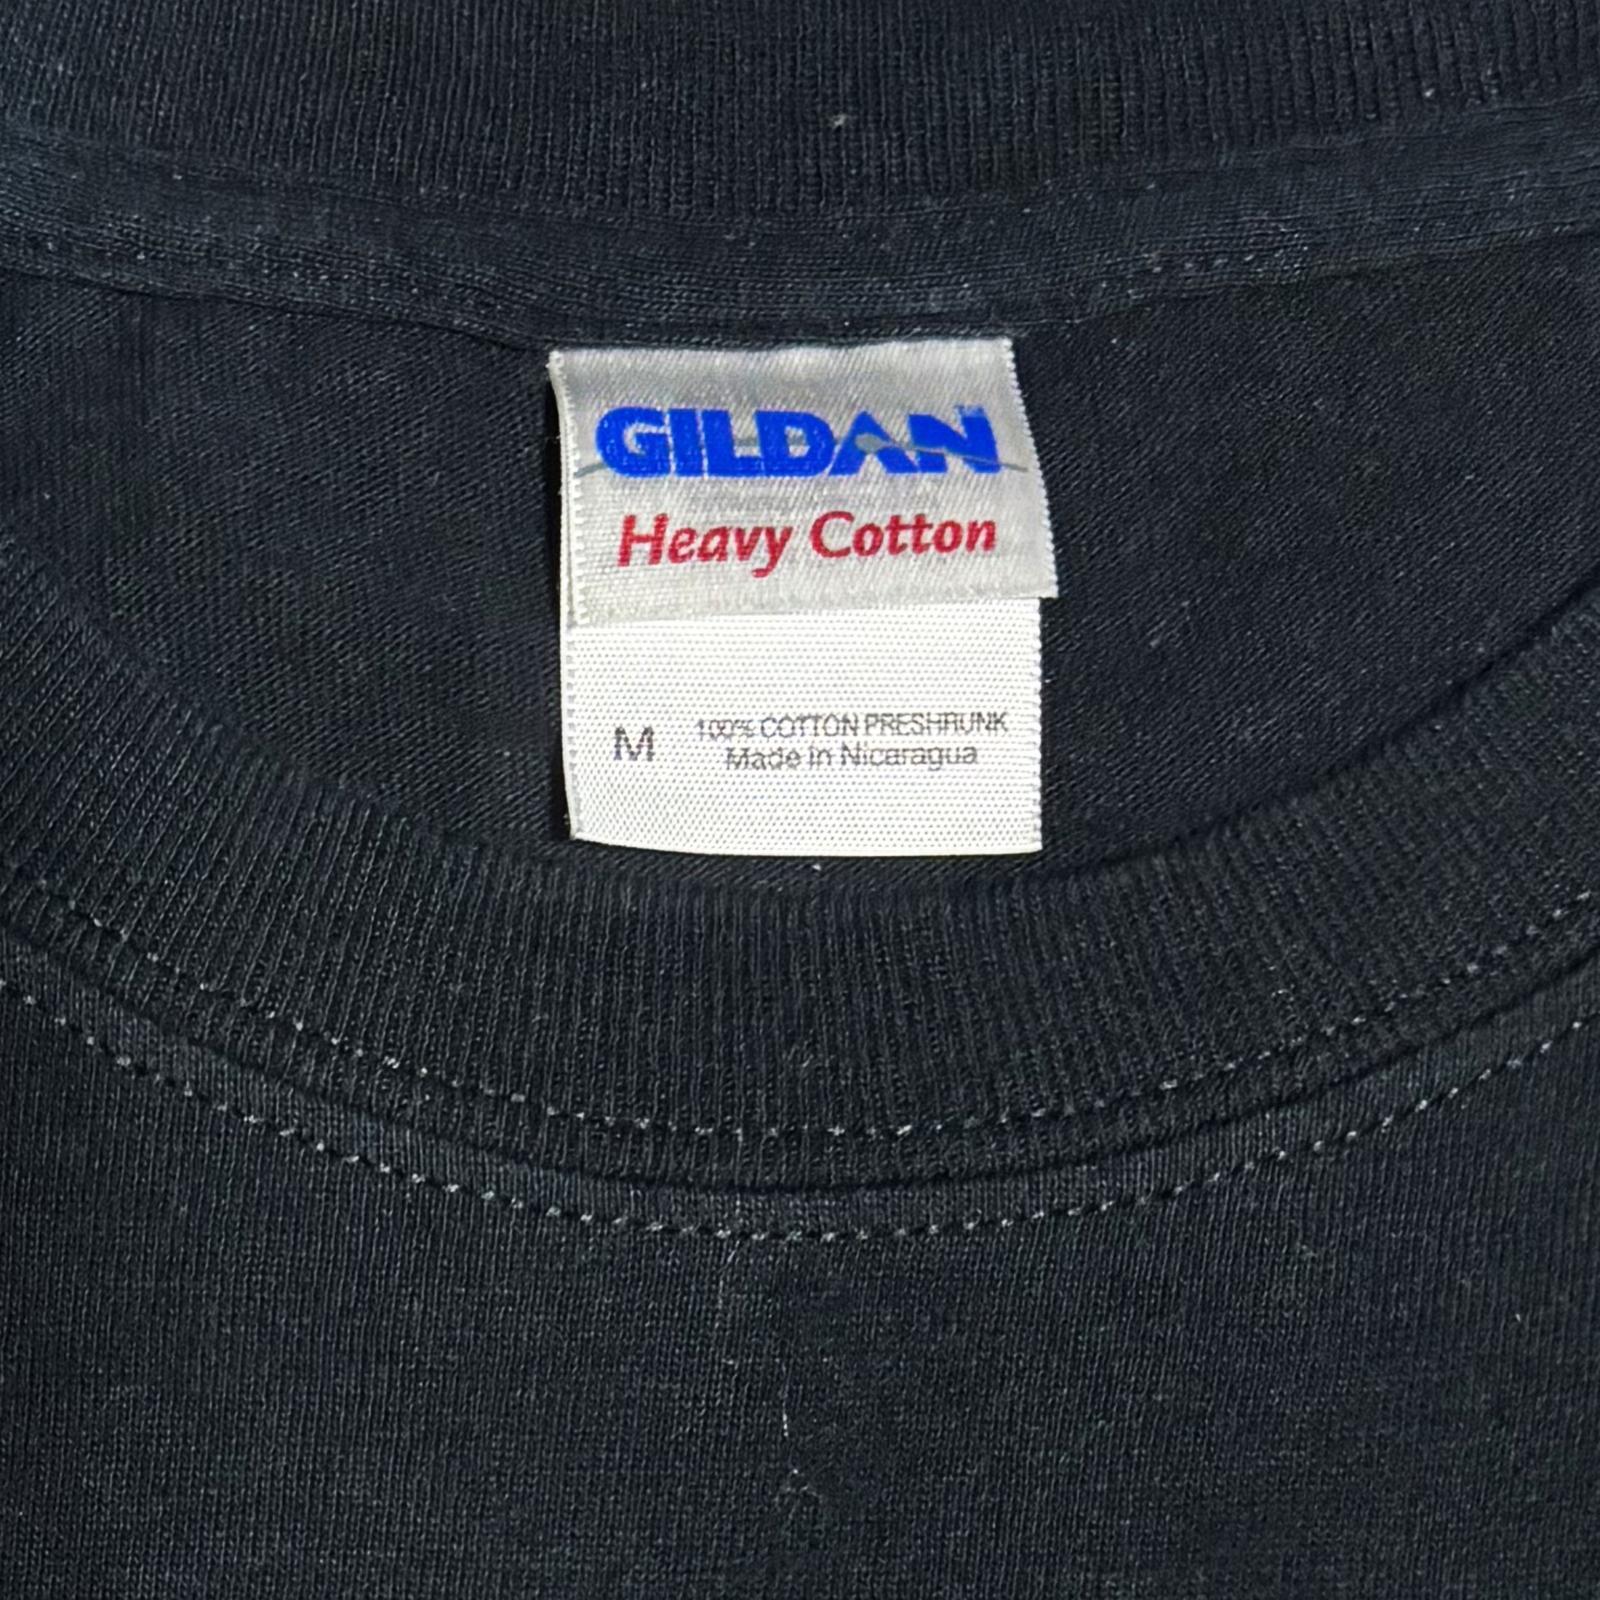 GILDAN
Heavy Cotton
M 100% COTTON PRESHRUNK
Made in Nicaragua